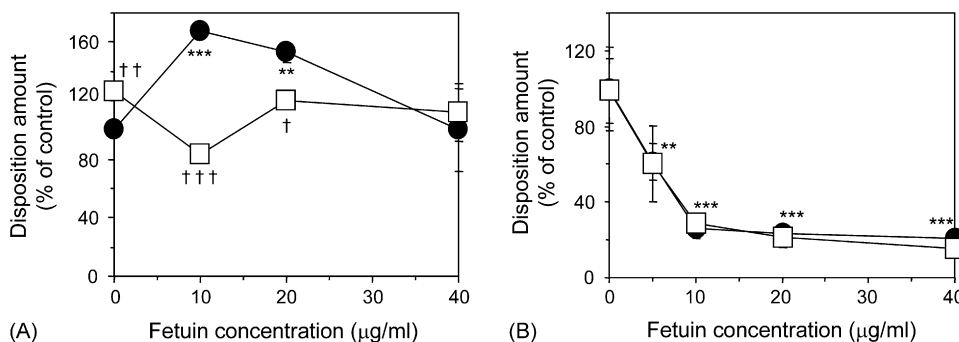 Disposition amount
(% of control)
160
120
80
40
0
††
***
**
†
†††
0 10 20 30 40
(A) Fetuin concentration (μg/ml)
Disposition amount
(% of control)
120
80
40
0
**
***
***
***
0 10 20 30 40
(B) Fetuin concentration (μg/ml)